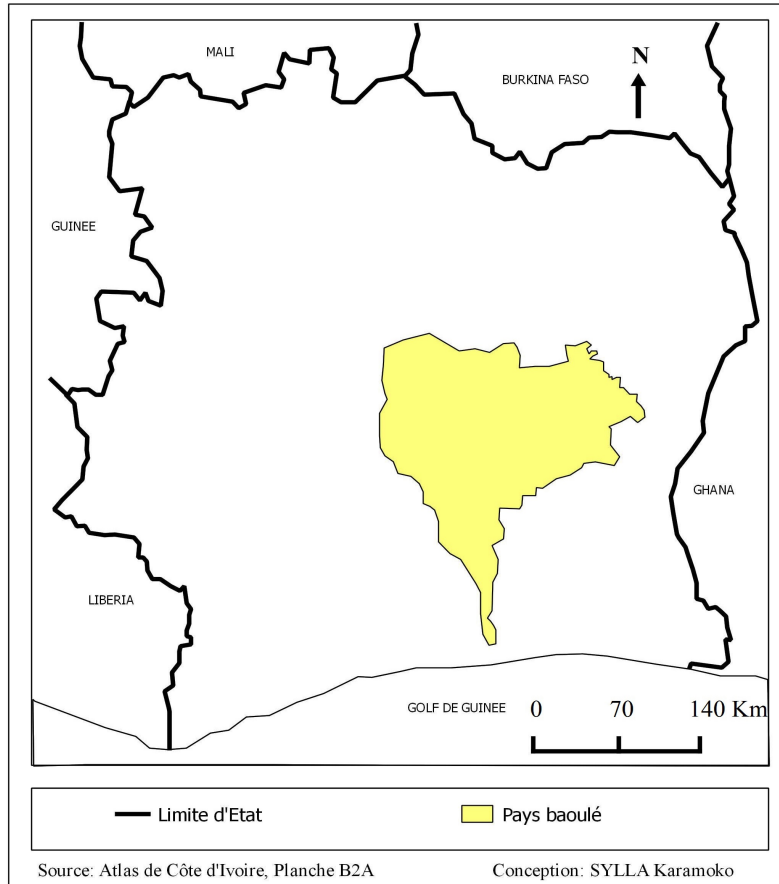 MALI
BURKINA FASO
N
GUINEE
GHANA
LIBERIA
GOLF DE GUINEE
0 70 140 Km
Limite d'Etat
Pays baoulé
Source: Atlas de Côte d'Ivoire, Planche B2A
Conception: SYLLA Karamoko